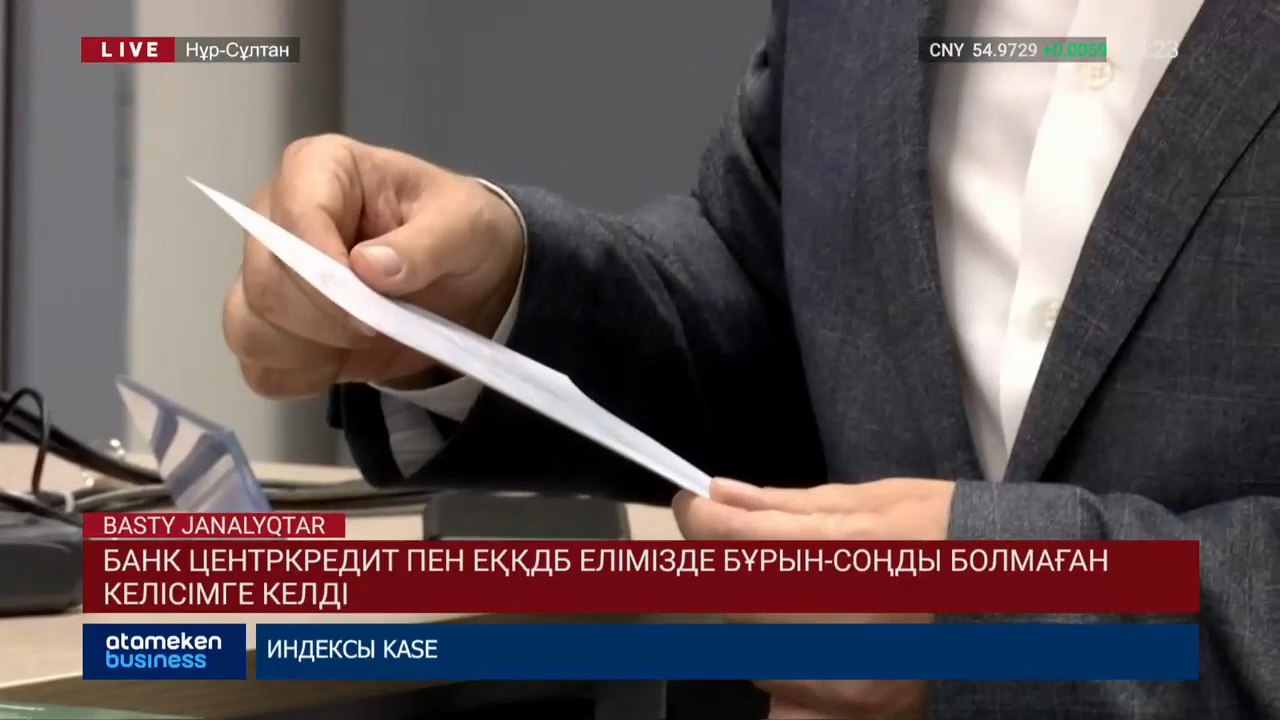 LIVE Нұр-Сұлтан
CNY 54.9729 +0.0059
BASTY JANALYQTAR
БАНК ЦЕНТРКРЕДИТ ПЕН ЕҚҚДБ ЕЛІМІЗДЕ БҰРЫН-СОҢДЫ БОЛМАҒАН
КЕЛІСІМГЕ КЕЛДІ
atameken
business
ИНДЕКСЫ KASE